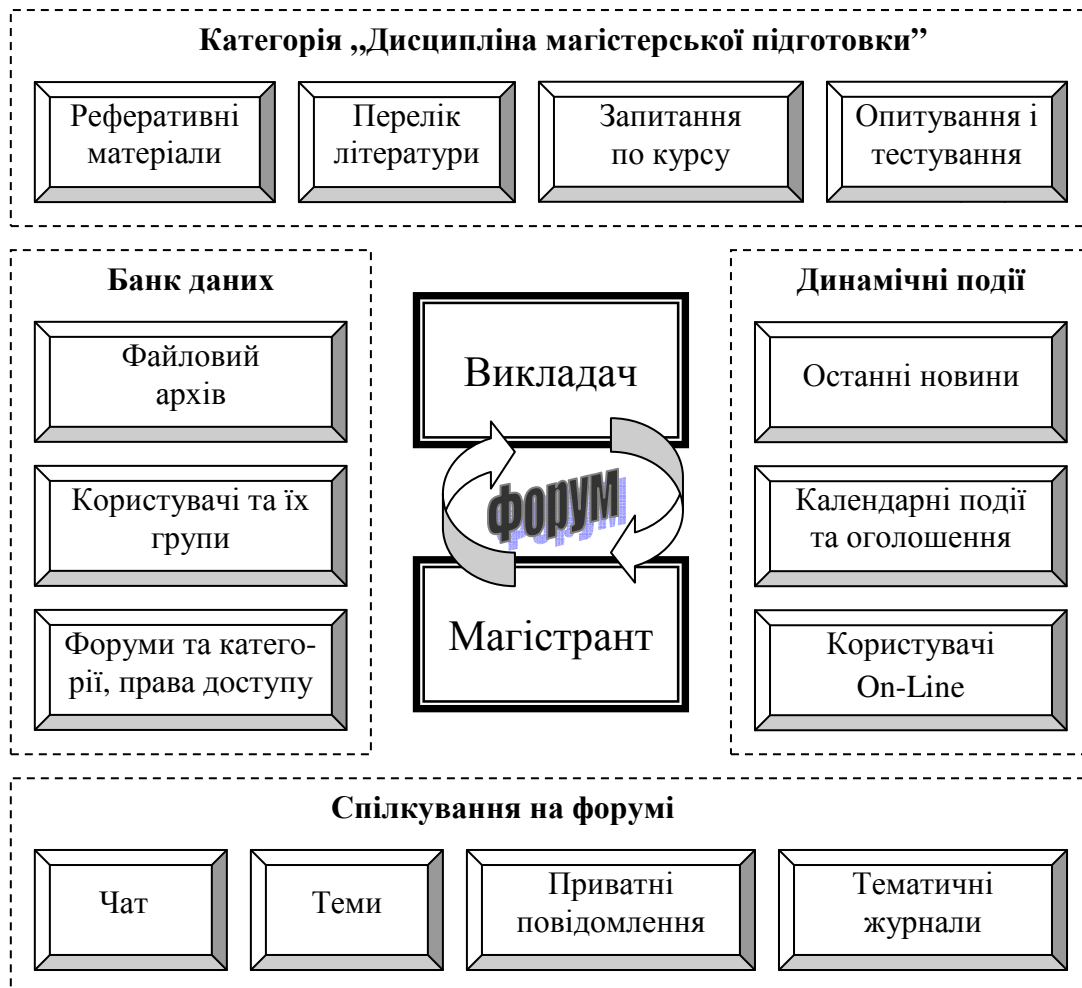 Категорія „Дисципліна магістерської підготовки”
Реферативні
матеріали
Перелік
літератури
Запитання
по курсу
Опитування і
тестування
Банк даних
Файловий
архів
Користувачі та їх
групи
Форуми та катего-
рії, права доступу
Викладач
Форум
Магістрант
Динамічні події
Останні новини
Календарні події
та оголошення
Користувачі
On-Line
Спілкування на форумі
Чат
Теми
Приватні
повідомлення
Тематичні
журнали